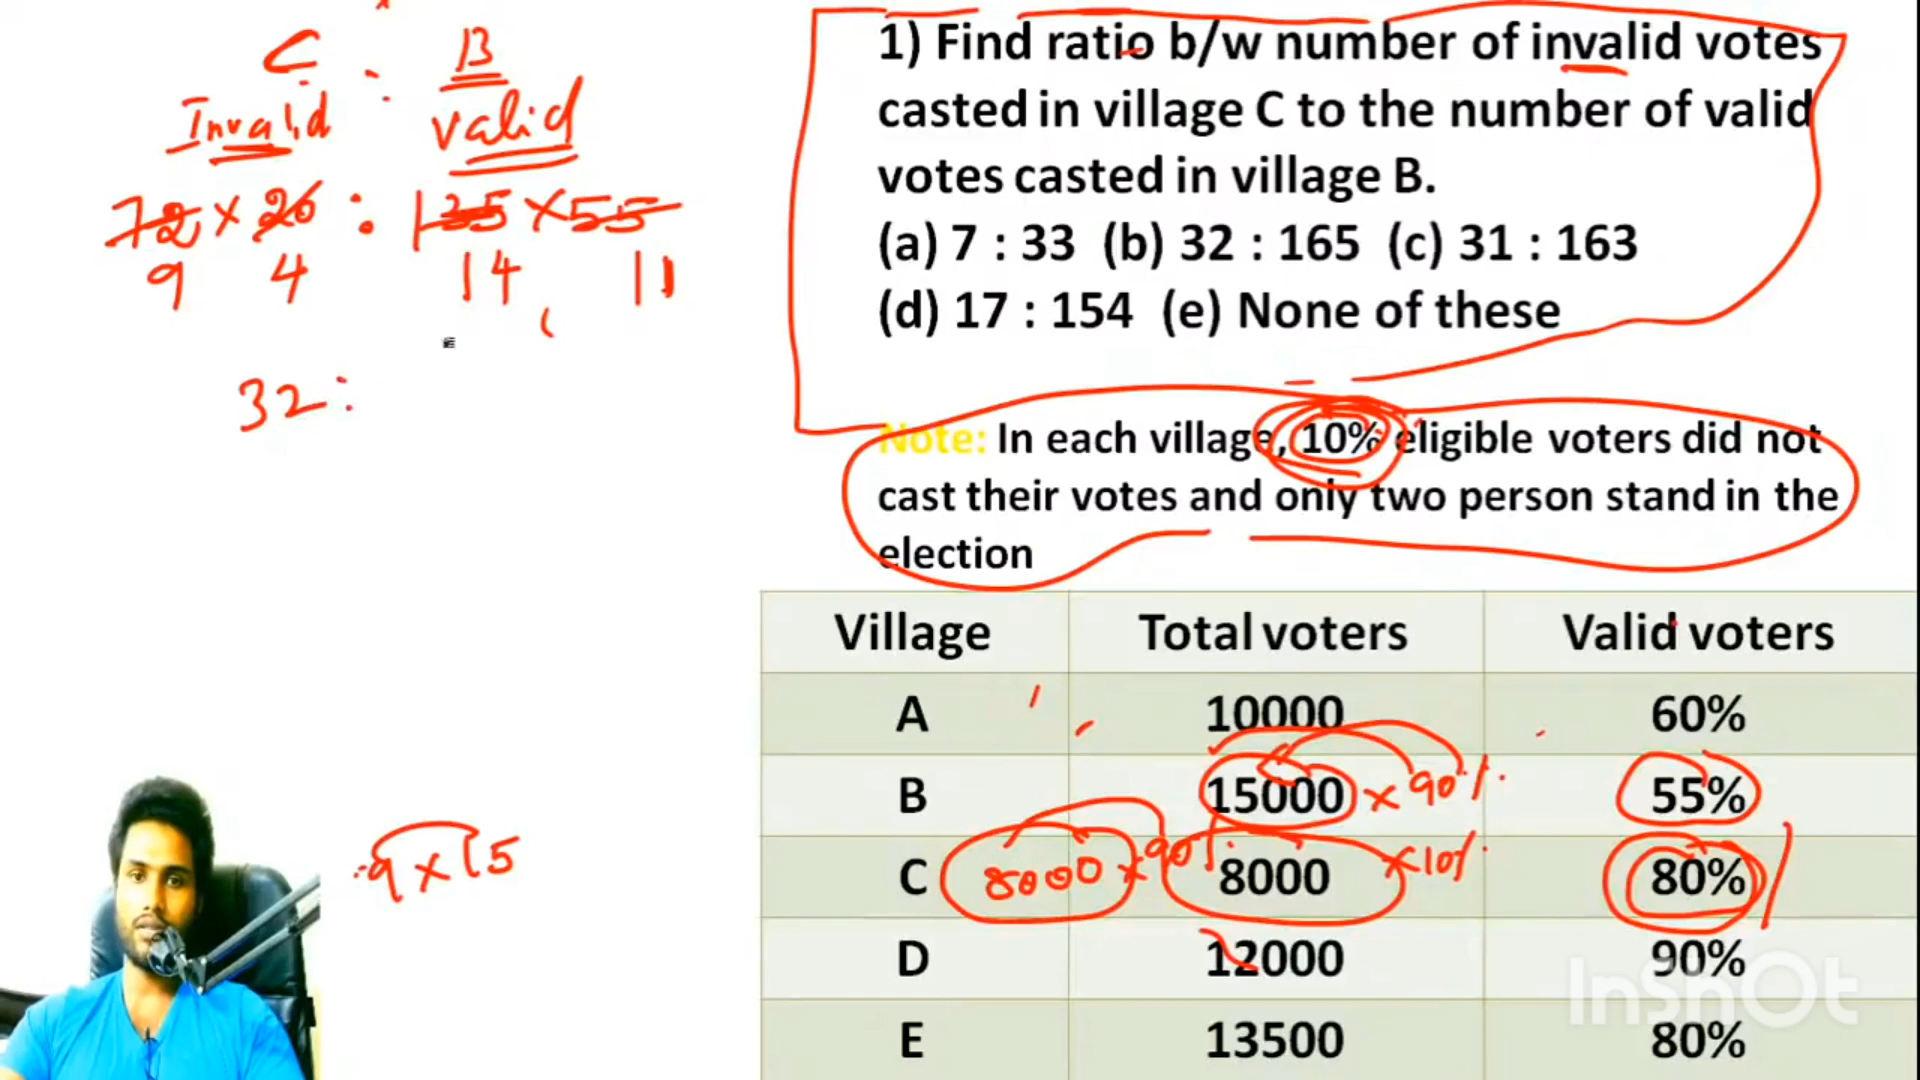 C : B
Invalid valid
72 × 20 : 135 × 55
9 4 14 11
32 :
9 × 15
1) Find ratio b/w number of invalid votes
casted in village C to the number of valid
votes casted in village B.
(a) 7 : 33 (b) 32 : 165 (c) 31 : 163
(d) 17 : 154 (e) None of these
Note: In each village, 10% eligible voters did not
cast their votes and only two person stand in the
election
Village Total voters Valid voters
A 10000 60%
B 15000 × 90% 55%
C 8000 × 90% 8000 × 10% 80%
D 12000 90%
E 13500 80%
InShOt